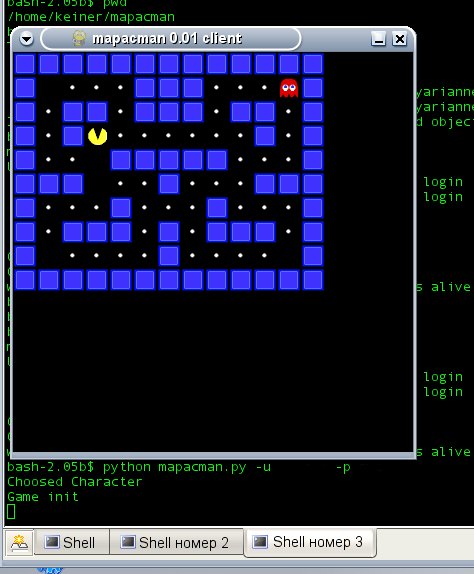 bash-2.05b$ pwd
/home/keiner/mapacman
mapacman 0.01 client
yarianne
yarianne
d object
login
login
s alive
login
login
s alive
bash-2.05b$ python mapacman.py -u -p
Choosed Character
Game init
Shell
Shell номер 2
Shell номер 3